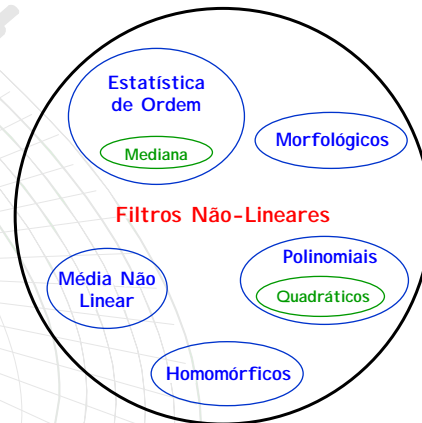 Estatística
de Ordem
Mediana
Morfológicos
Filtros Não-Lineares
Média Não
Linear
Polinomiais
Quadráticos
Homomórficos